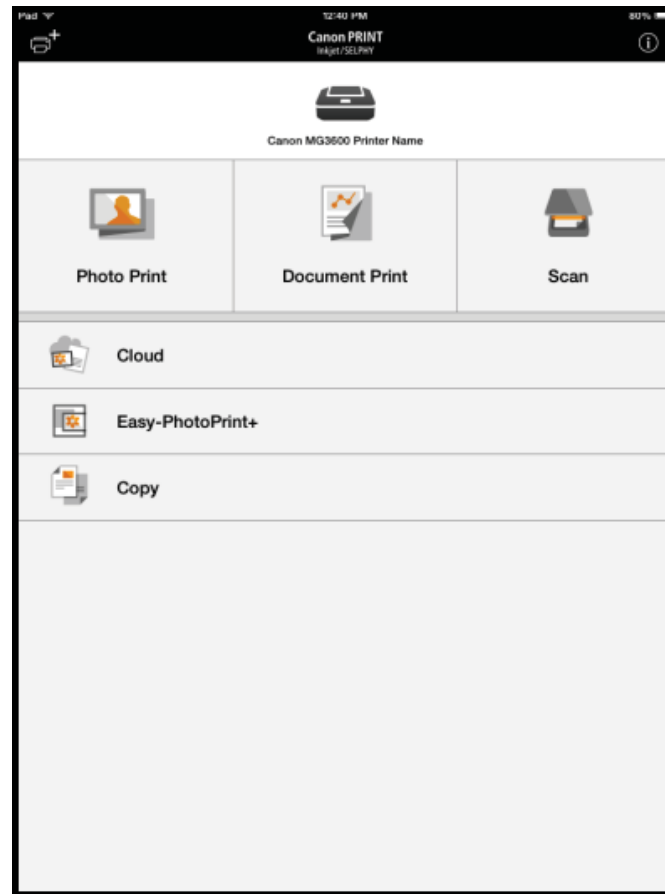 Pad 12:40 PM 80%
Canon PRINT
Inkjet/SELPHY
Canon MG3600 Printer Name
Photo Print Document Print Scan
Cloud
Easy-PhotoPrint+
Copy